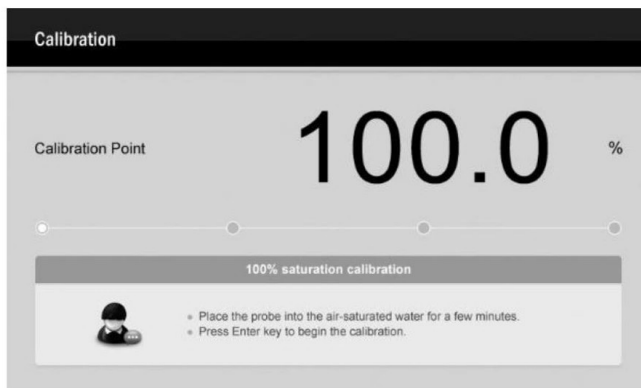 Calibration
Calibration Point
100.0
%
100% saturation calibration
Place the probe into the air-saturated water for a few minutes.
Press Enter key to begin the calibration.